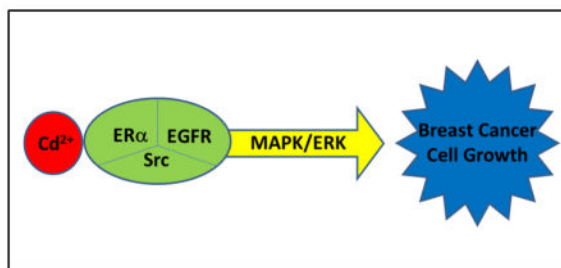 Cd²⁺
ERα
EGFR
Src
MAPK/ERK
Breast Cancer
Cell Growth